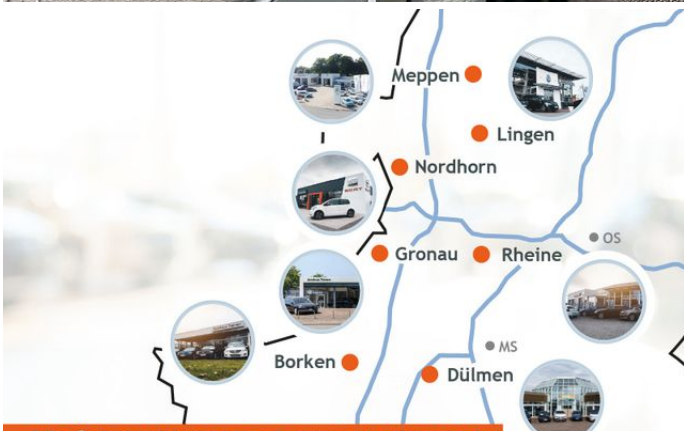 Meppen
Lingen
Nordhorn
OS
Gronau
Rheine
MS
Borken
Dülmen